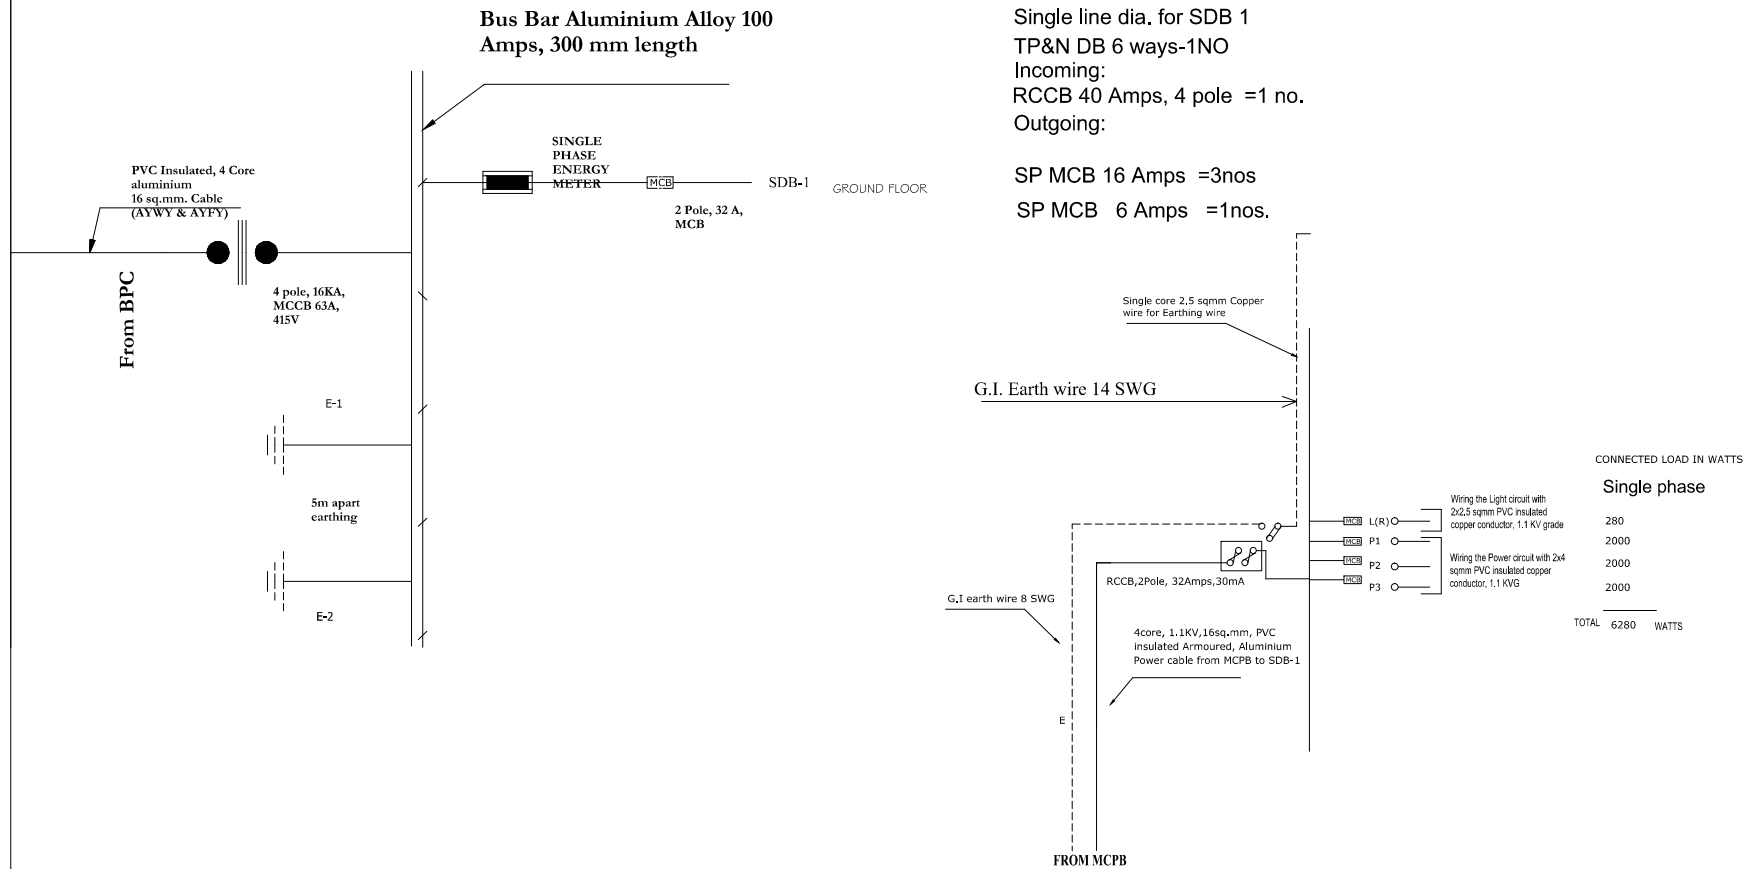 Bus Bar Aluminium Alloy 100
Amps, 300 mm length
PVC Insulated, 4 Core
aluminium
16 sq.mm. Cable
(AYWY & AYFY)
From BPC
4 pole, 16KA,
MCCB 63A,
415V
SINGLE
PHASE
ENERGY
METER
MCB
SDB-1
GROUND FLOOR
2 Pole, 32 A,
MCB
E-1
5m apart
earthing
E-2
Single line dia. for SDB 1
TP&N DB 6 ways-1NO
Incoming:
RCCB 40 Amps, 4 pole =1 no.
Outgoing:
SP MCB 16 Amps =3nos
SP MCB 6 Amps =1nos.
Single core 2.5 sqmm Copper
wire for Earthing wire
G.I. Earth wire 14 SWG
RCCB,2Pole, 32Amps,30mA
G.I earth wire 8 SWG
4core, 1.1KV,16sq.mm, PVC
insulated Armoured, Aluminium
Power cable from MCPB to SDB-1
E
FROM MCPB
MCB L(R)
MCB P1
MCB P2
MCB P3
Wiring the Light circuit with
2x2.5 sqmm PVC insulated
copper conductor, 1.1 KV grade
Wiring the Power circuit with 2x4
sqmm PVC insulated copper
conductor, 1.1 KVG
CONNECTED LOAD IN WATTS
Single phase
280
2000
2000
2000
TOTAL 6280 WATTS